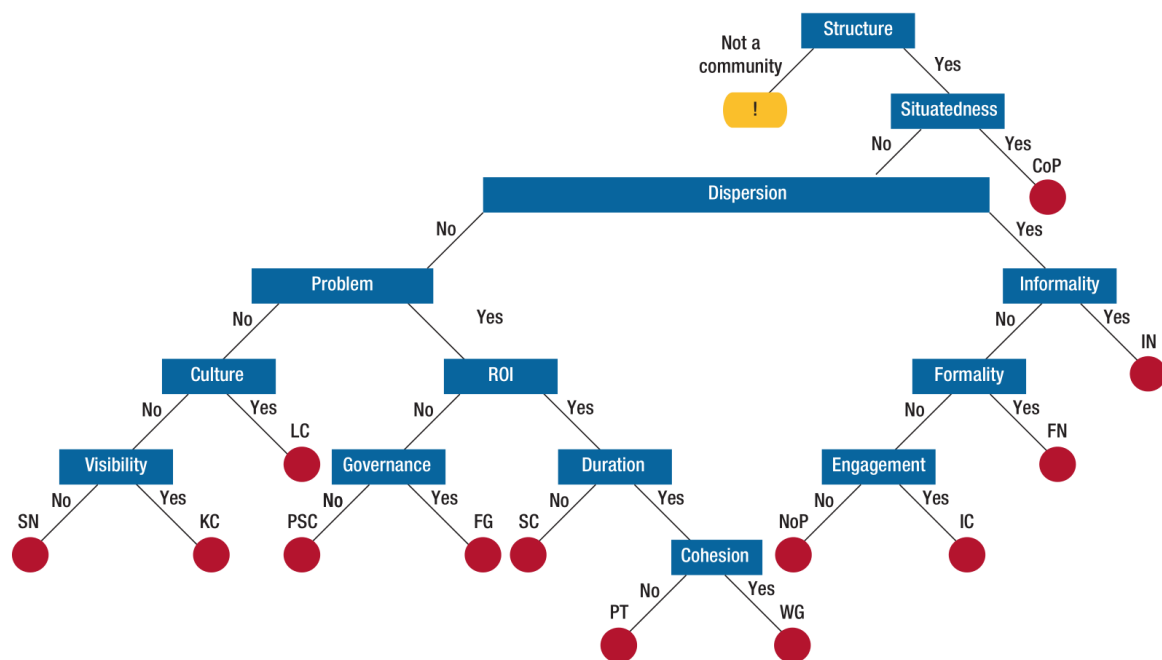 Structure
Not a
community
Yes
!
Situatedness
No
Yes
CoP
Dispersion
No
Yes
Problem
Informality
No
Yes
No
Yes
IN
Culture
ROI
Formality
No
Yes
No
Yes
No
Yes
LC
FN
Visibility
Governance
Duration
Engagement
No
Yes
No
Yes
No
Yes
No
Yes
SN
KC
PSC
FG
SC
NoP
IC
Cohesion
No
Yes
PT
WG